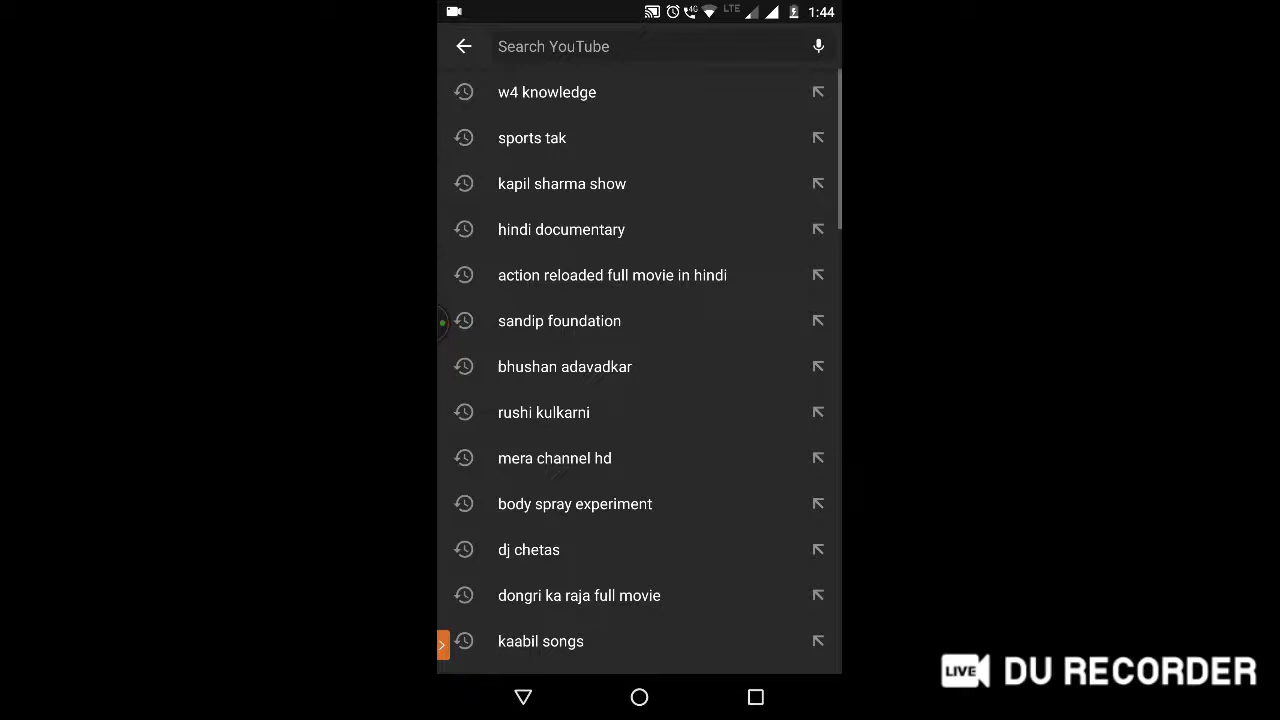 4G LTE 1:44
Search YouTube
w4 knowledge
sports tak
kapil sharma show
hindi documentary
action reloaded full movie in hindi
sandip foundation
bhushan adavadkar
rushi kulkarni
mera channel hd
body spray experiment
dj chetas
dongri ka raja full movie
kaabil songs
LIVE DU RECORDER